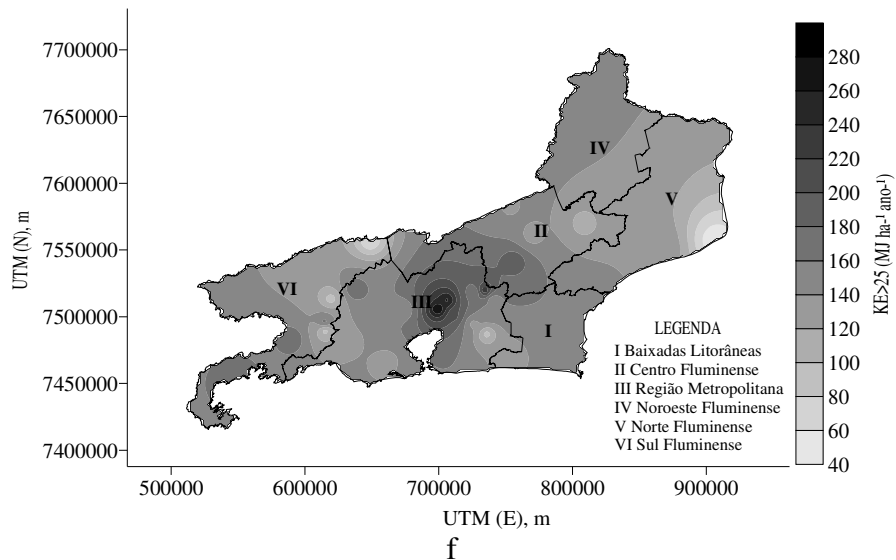 7700000
7650000
7600000
7550000
7500000
7450000
7400000
UTM (N), m
500000 600000 700000 800000 900000
UTM (E), m
IV
V
II
VI
III
I
LEGENDA
I Baixadas Litorâneas
II Centro Fluminense
III Região Metropolitana
IV Noroeste Fluminense
V Norte Fluminense
VI Sul Fluminense
280
260
240
220
200
180
160
140
120
100
80
60
40
KE>25 (MJ ha-¹ ano-¹)
f